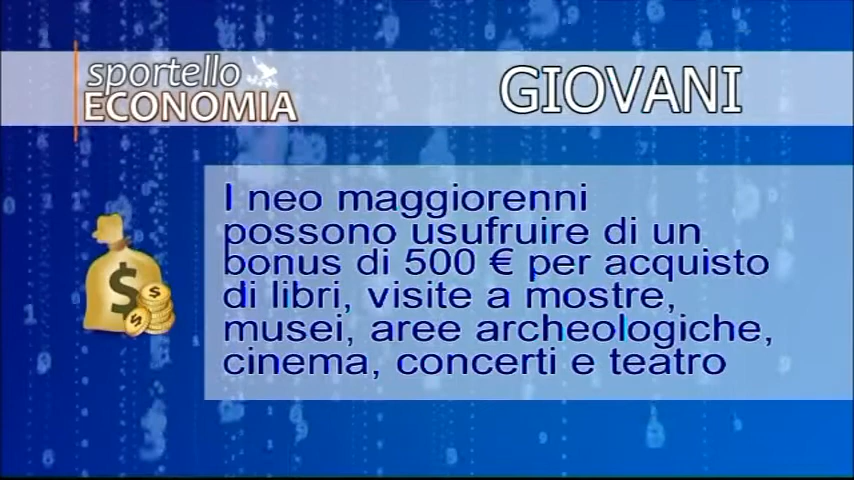 sportello
ECONOMIA
GIOVANI
I neo maggiorenni
possono usufruire di un
bonus di 500 € per acquisto
di libri, visite a mostre,
musei, aree archeologiche,
cinema, concerti e teatro
$
$
$